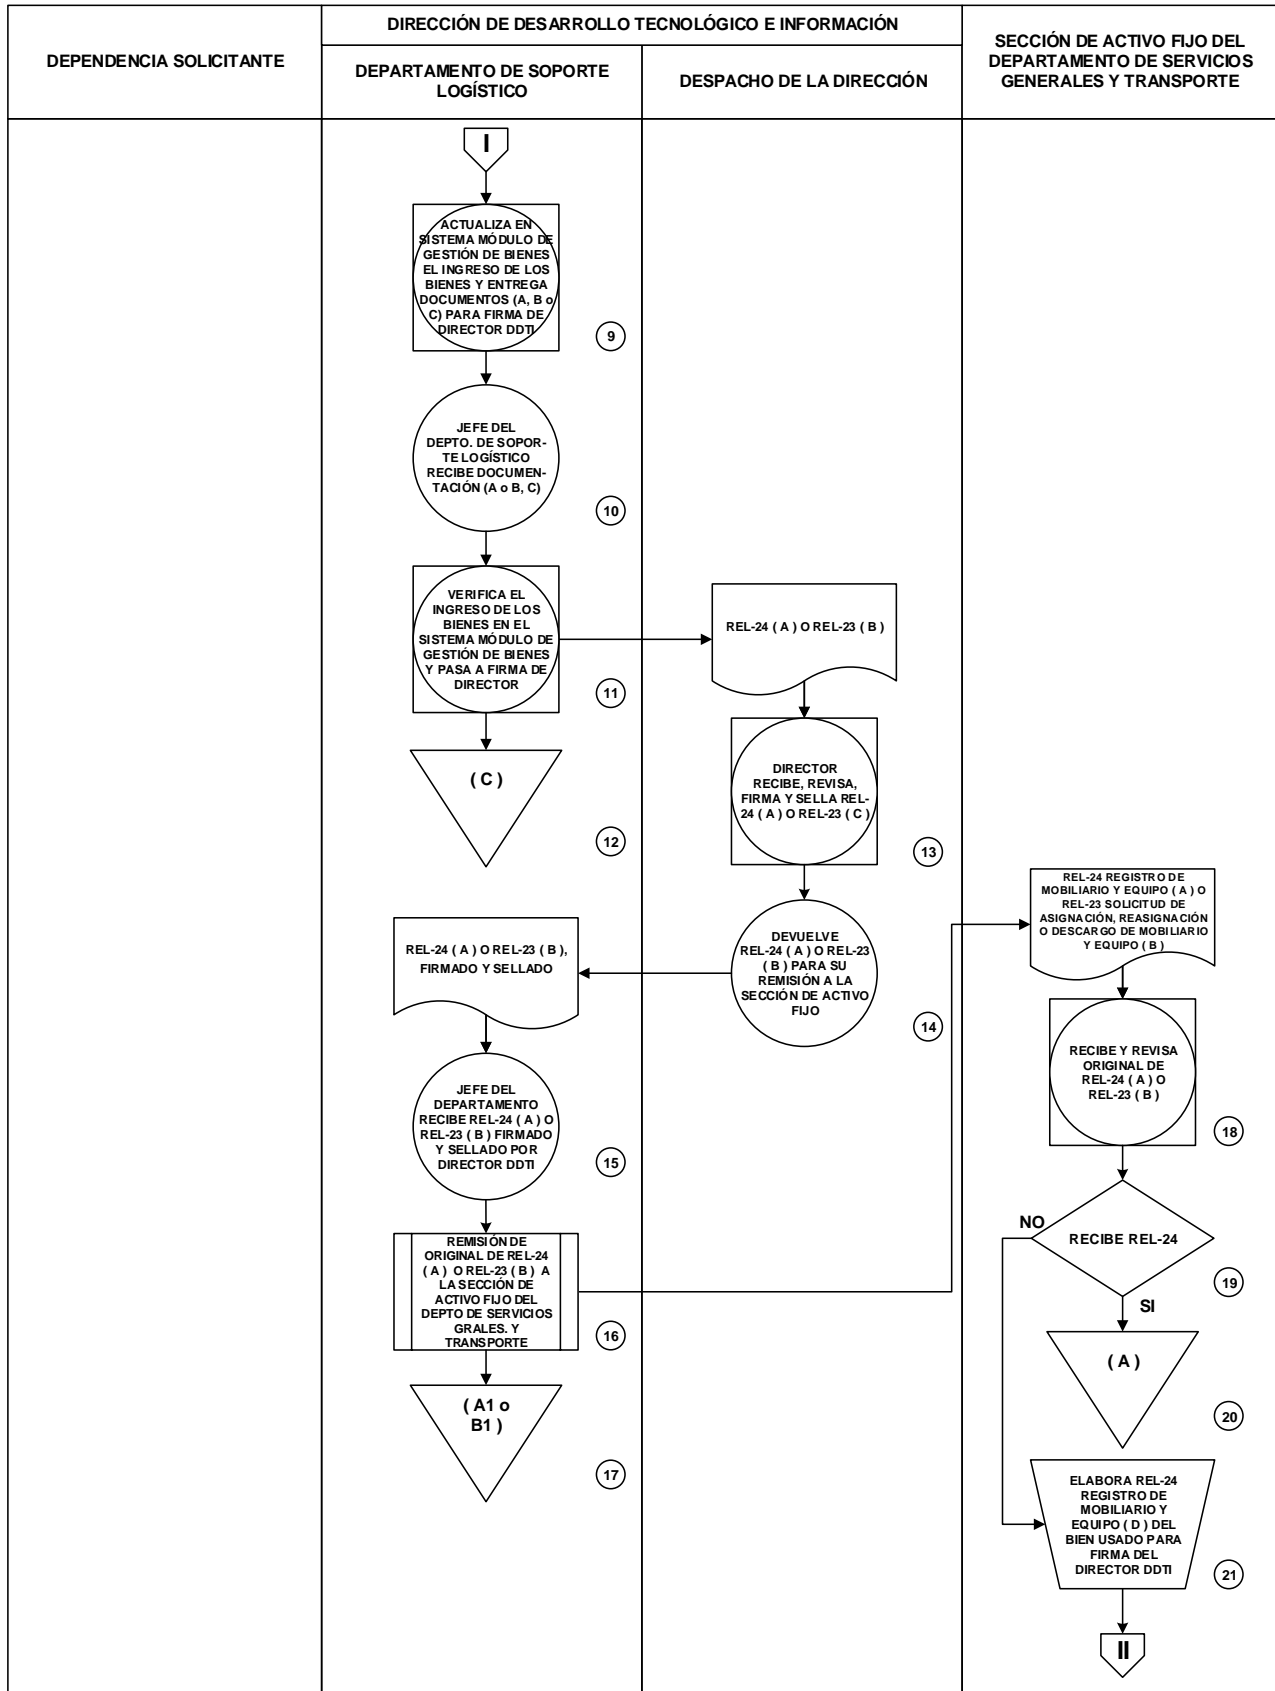 DEPENDENCIA SOLICITANTE
DIRECCIÓN DE DESARROLLO TECNOLÓGICO E INFORMACIÓN
DEPARTAMENTO DE SOPORTE
LOGÍSTICO
DESPACHO DE LA DIRECCIÓN
SECCIÓN DE ACTIVO FIJO DEL
DEPARTAMENTO DE SERVICIOS
GENERALES Y TRANSPORTE
I
ACTUALIZA EN
SISTEMA MÓDULO DE
GESTIÓN DE BIENES
EL INGRESO DE LOS
BIENES Y ENTREGA
DOCUMENTOS (A, B o
C) PARA FIRMA DE
DIRECTOR DDTI
9
JEFE DEL
DEPTO. DE SOPOR-
TE LOGÍSTICO
RECIBE DOCUMEN-
TACIÓN (A o B, C)
10
VERIFICA EL
INGRESO DE LOS
BIENES EN EL
SISTEMA MÓDULO DE
GESTIÓN DE BIENES
Y PASA A FIRMA DE
DIRECTOR
11
( C )
12
REL-24 ( A ) O REL-23 ( B )
DIRECTOR
RECIBE, REVISA,
FIRMA Y SELLA REL-
24 ( A ) O REL-23 ( C )
13
DEVUELVE
REL-24 ( A ) O REL-23
( B ) PARA SU
REMISIÓN A LA
SECCIÓN DE ACTIVO
FIJO
14
REL-24 ( A ) O REL-23 ( B ),
FIRMADO Y SELLADO
JEFE DEL
DEPARTAMENTO
RECIBE REL-24 ( A ) O
REL-23 ( B ) FIRMADO
Y SELLADO POR
DIRECTOR DDTI
15
REMISIÓN DE
ORIGINAL DE REL-24
( A ) O REL-23 ( B ) A
LA SECCIÓN DE
ACTIVO FIJO DEL
DEPTO DE SERVICIOS
GRALES. Y
TRANSPORTE
16
( A1 o
B1 )
17
REL-24 REGISTRO DE
MOBILIARIO Y EQUIPO ( A ) O
REL-23 SOLICITUD DE
ASIGNACIÓN, REASIGNACIÓN
O DESCARGO DE MOBILIARIO
Y EQUIPO ( B )
RECIBE Y REVISA
ORIGINAL DE
REL-24 ( A ) O
REL-23 ( B )
18
NO
RECIBE REL-24
19
SI
( A )
20
ELABORA REL-24
REGISTRO DE
MOBILIARIO Y
EQUIPO ( D ) DEL
BIEN USADO PARA
FIRMA DEL
DIRECTOR DDTI
21
II